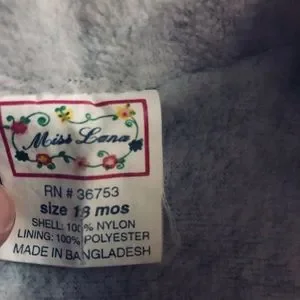 Miss Lana
RN # 36753
size 18 mos
SHELL: 100% NYLON
LINING: 100% POLYESTER
MADE IN BANGLADESH